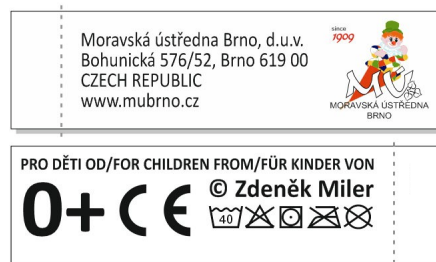 Moravská ústředna Brno, d.u.v.
Bohunická 576/52, Brno 619 00
CZECH REPUBLIC
www.mubrno.cz
since
1909
MÚ
MORAVSKÁ ÚSTŘEDNA
BRNO
PRO DĚTI OD/FOR CHILDREN FROM/FÜR KINDER VON
0+ CE
© Zdeněk Miler
40